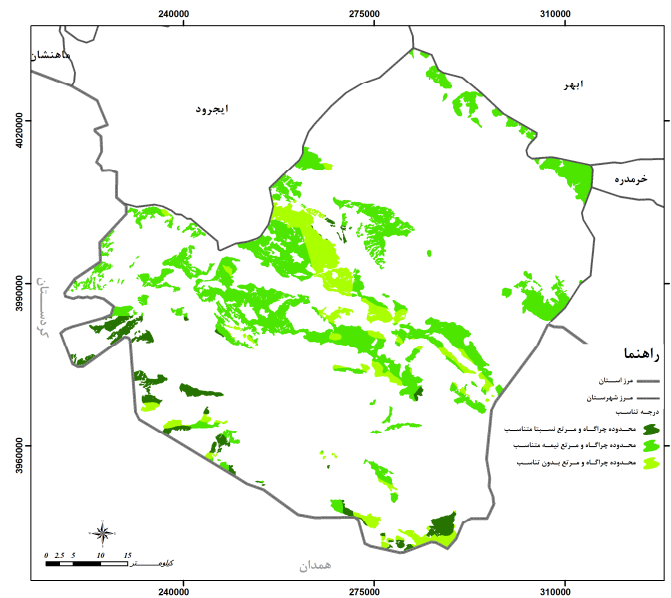 240000 275000 310000
ماهنشان
ایجرود
ابهر
4020000
خرمدره
3990000
کردستان
راهنما
مرز استان
مرز شهرستان
درجه تناسب
محدوده چراگاه و مرتع نسبتا متناسب
محدوده چراگاه و مرتع نیمه متناسب
محدوده چراگاه و مرتع بدون تناسب
3960000
0 2.5 5 10 15
کیلومتر
همدان
240000 275000 310000